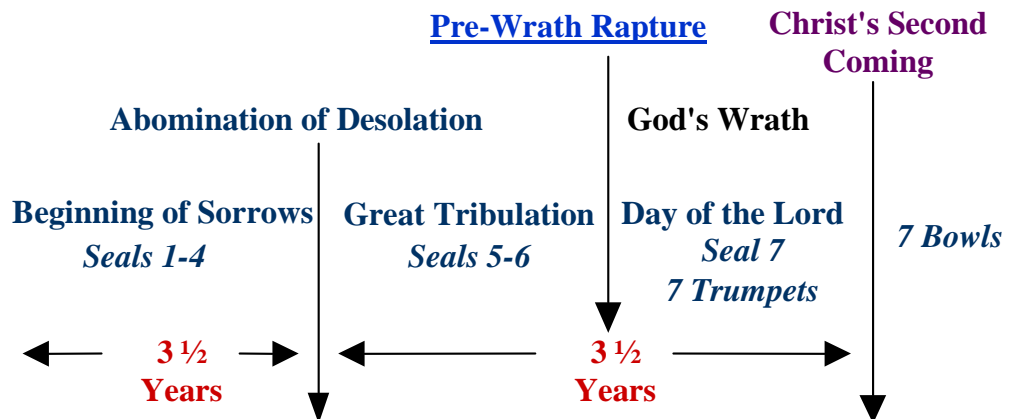 Pre-Wrath Rapture
Christ's Second
Coming
Abomination of Desolation
God's Wrath
Beginning of Sorrows
Seals 1-4
Great Tribulation
Seals 5-6
Day of the Lord
Seal 7
7 Trumpets
7 Bowls
3 ½
Years
3 ½
Years